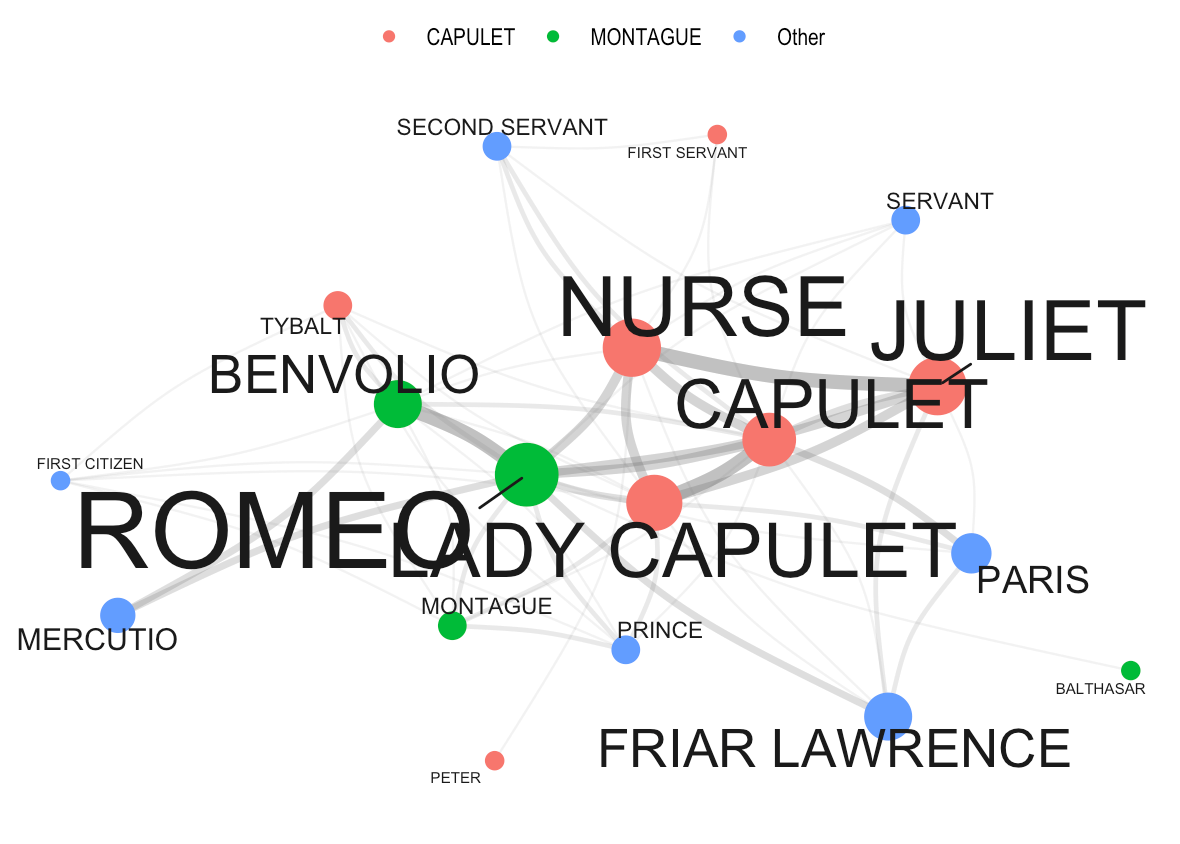 CAPULET MONTAGUE Other
SECOND SERVANT
FIRST SERVANT
SERVANT
NURSE
JULIET
TYBALT
BENVOLIO
CAPULET
FIRST CITIZEN
ROMEO
LADY CAPULET
PARIS
MONTAGUE
PRINCE
MERCUTIO
BALTHASAR
FRIAR LAWRENCE
PETER